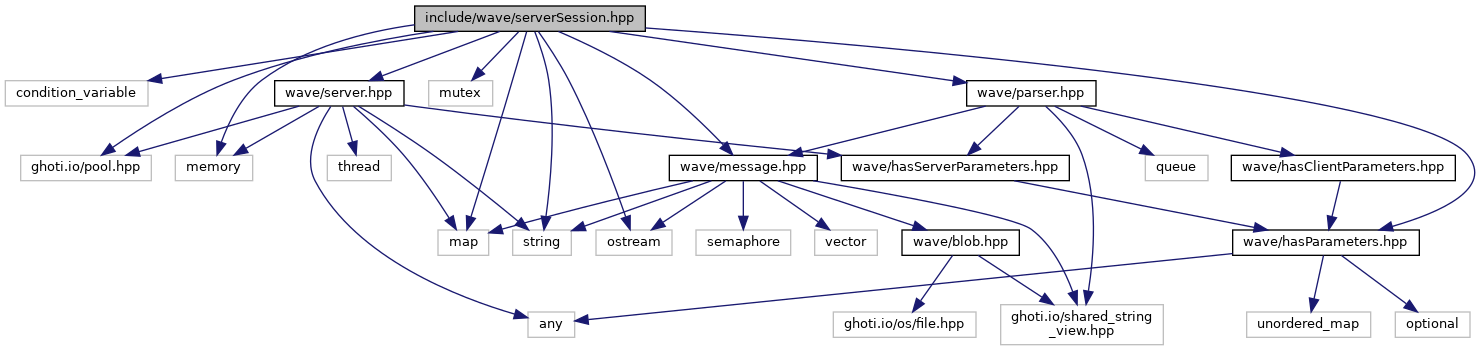 include/wave/serverSession.hpp
condition_variable
wave/server.hpp
mutex
wave/parser.hpp
ghoti.io/pool.hpp
memory
thread
wave/message.hpp
wave/hasServerParameters.hpp
queue
wave/hasClientParameters.hpp
map
string
ostream
semaphore
vector
wave/blob.hpp
wave/hasParameters.hpp
any
ghoti.io/os/file.hpp
ghoti.io/shared_string
_view.hpp
unordered_map
optional